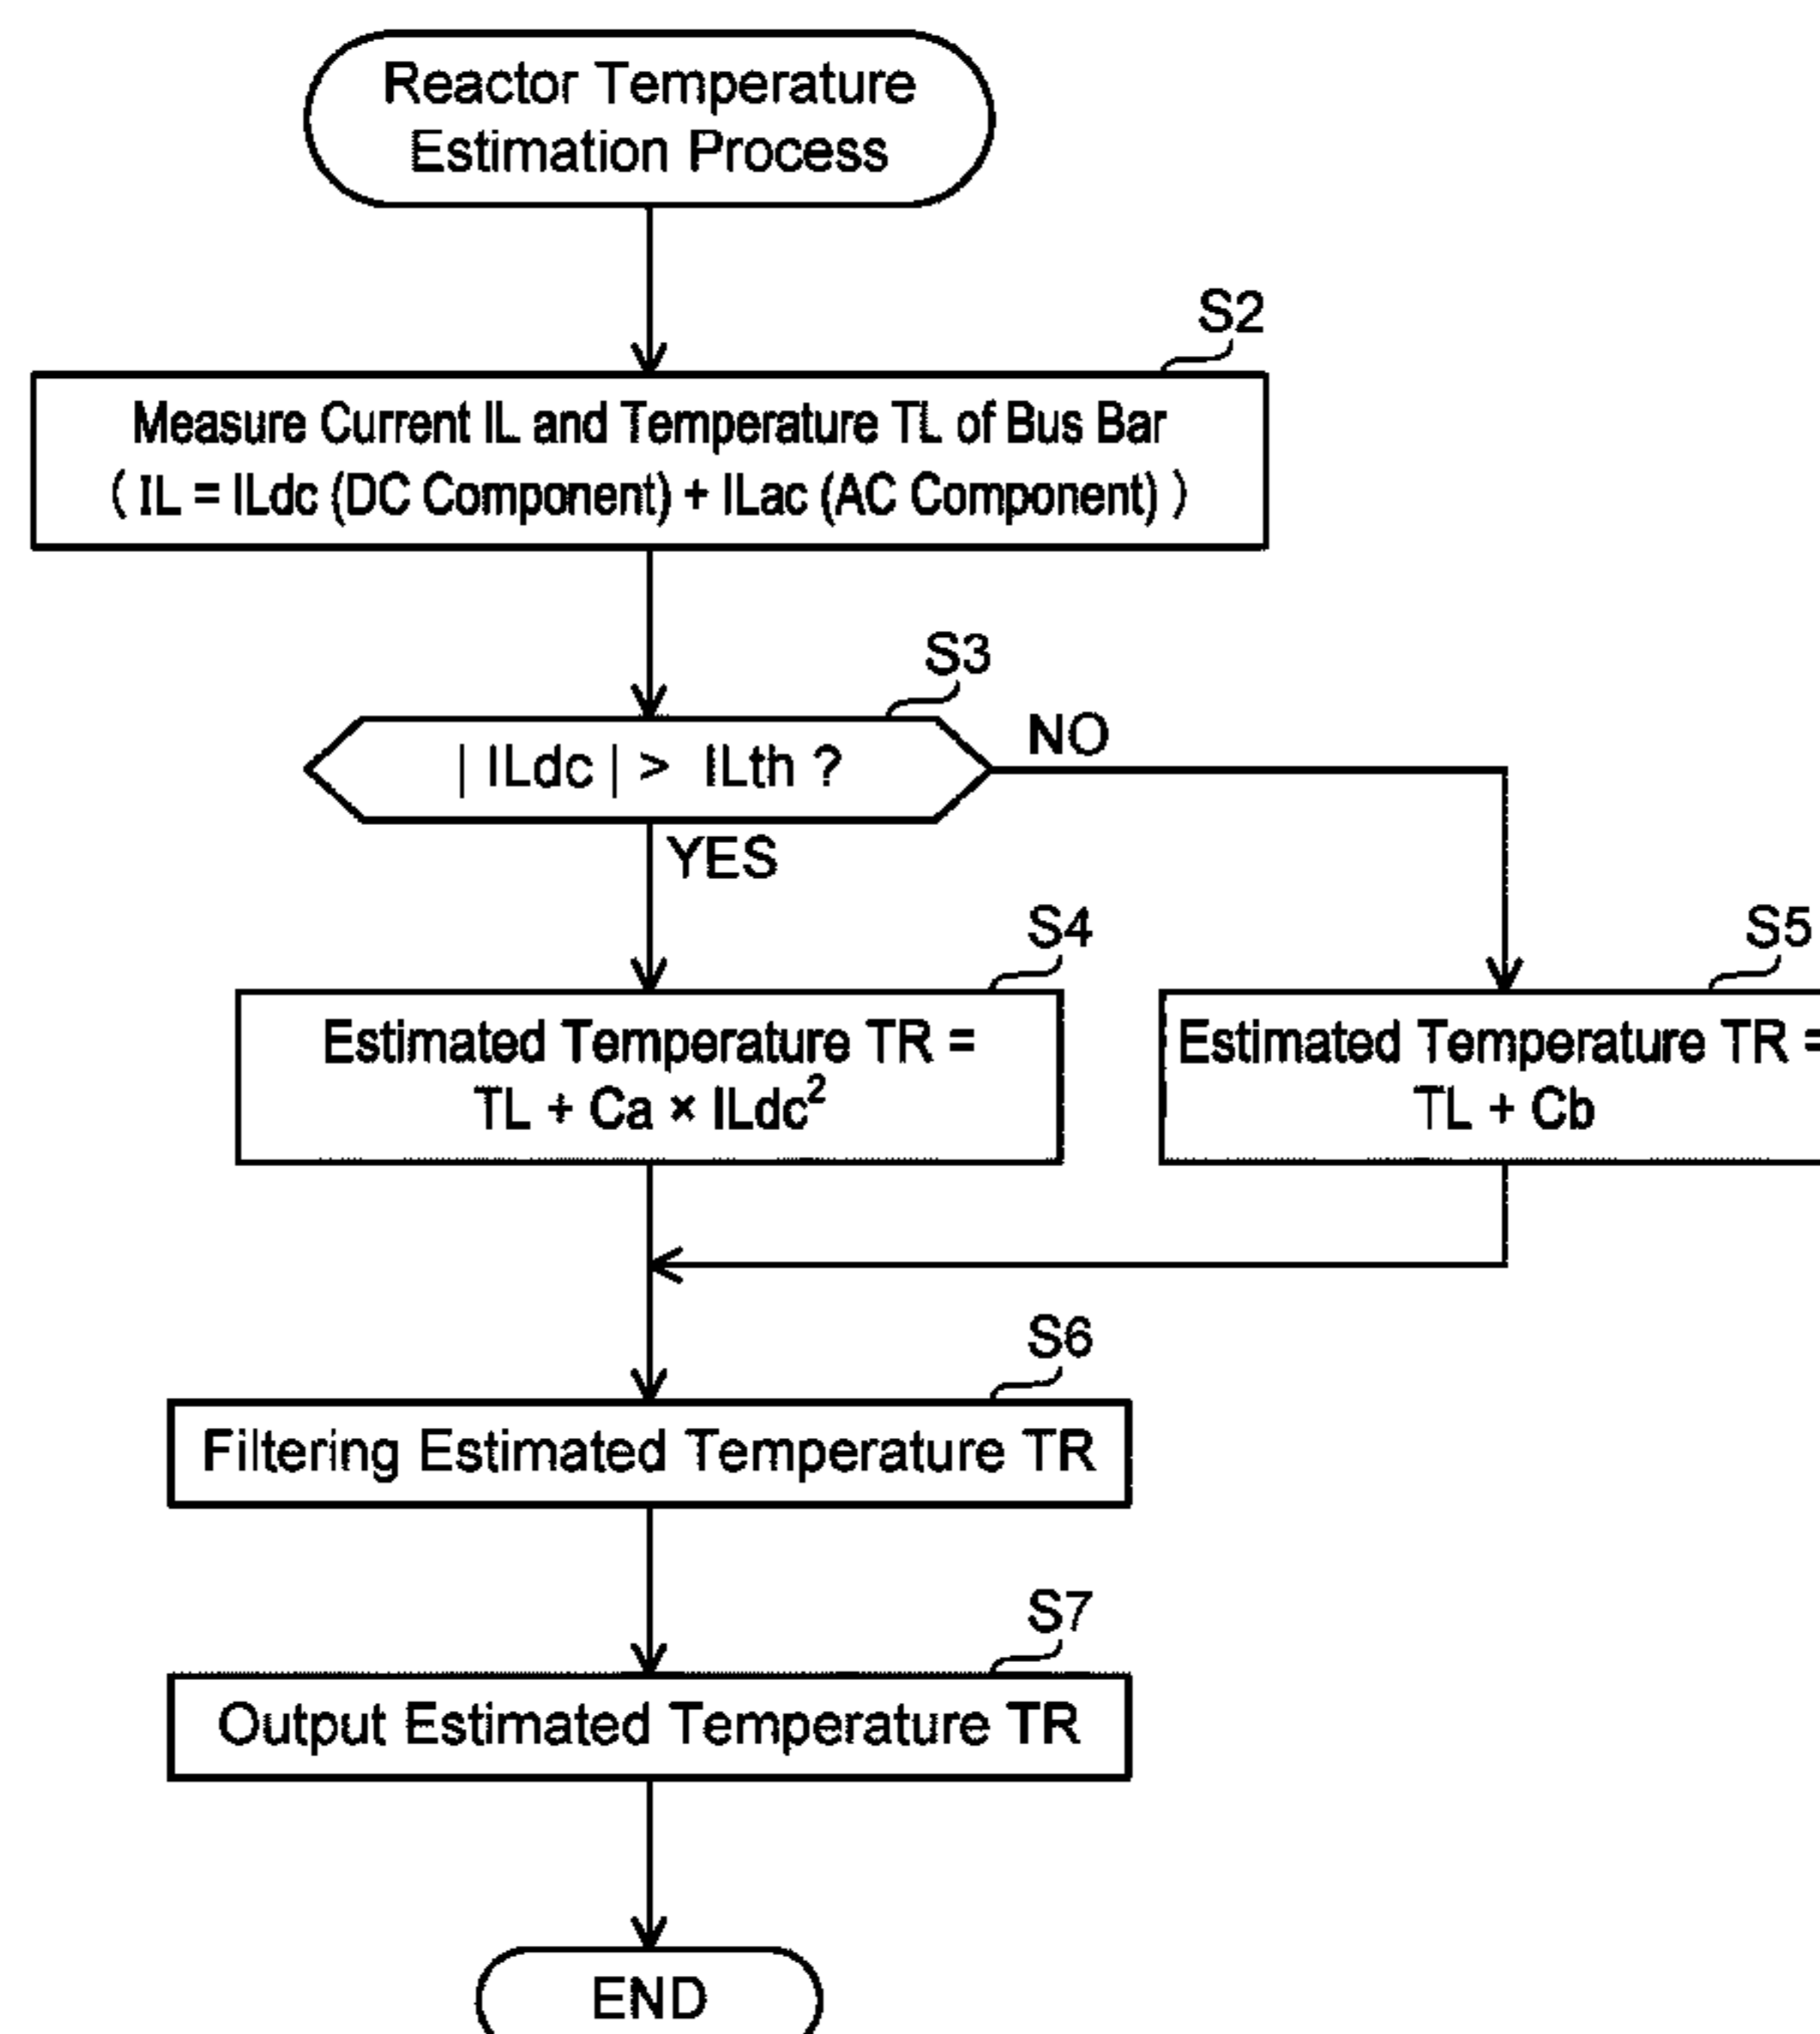 Reactor Temperature
Estimation Process
S2
Measure Current IL and Temperature TL of Bus Bar
( IL = ILdc (DC Component) + ILac (AC Component) )
S3
| ILdc | > ILth ?
NO
YES
S4
Estimated Temperature TR =
TL + Ca × ILdc²
S5
Estimated Temperature TR =
TL + Cb
S6
Filtering Estimated Temperature TR
S7
Output Estimated Temperature TR
END